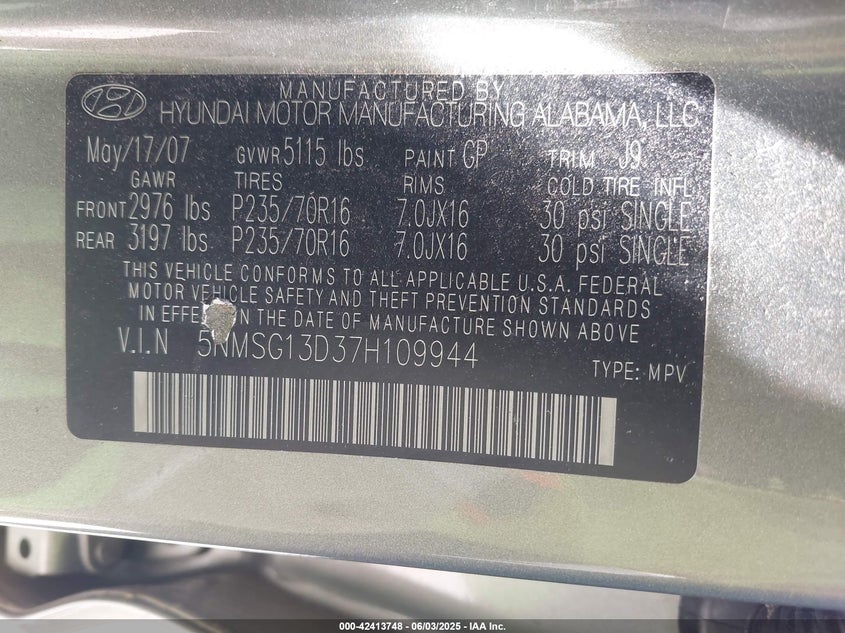 MANUFACTURED BY
HYUNDAI MOTOR MANUFACTURING ALABAMA, LLC
May/17/07 GVWR 5115 lbs PAINT GP TRIM J9
GAWR TIRES RIMS COLD TIRE INFL
FRONT 2976 lbs P235/70R16 7.0JX16 30 psi SINGLE
REAR 3197 lbs P235/70R16 7.0JX16 30 psi SINGLE
THIS VEHICLE CONFORMS TO ALL APPLICABLE U.S.A. FEDERAL
MOTOR VEHICLE SAFETY AND THEFT PREVENTION STANDARDS
IN ON THE DATE OF MANUFACTURE SHOWN ABOVE
V.I.N 5NMSG13D37H109944
TYPE: MPV
000-42413748 - 06/03/2025 - IAA Inc.